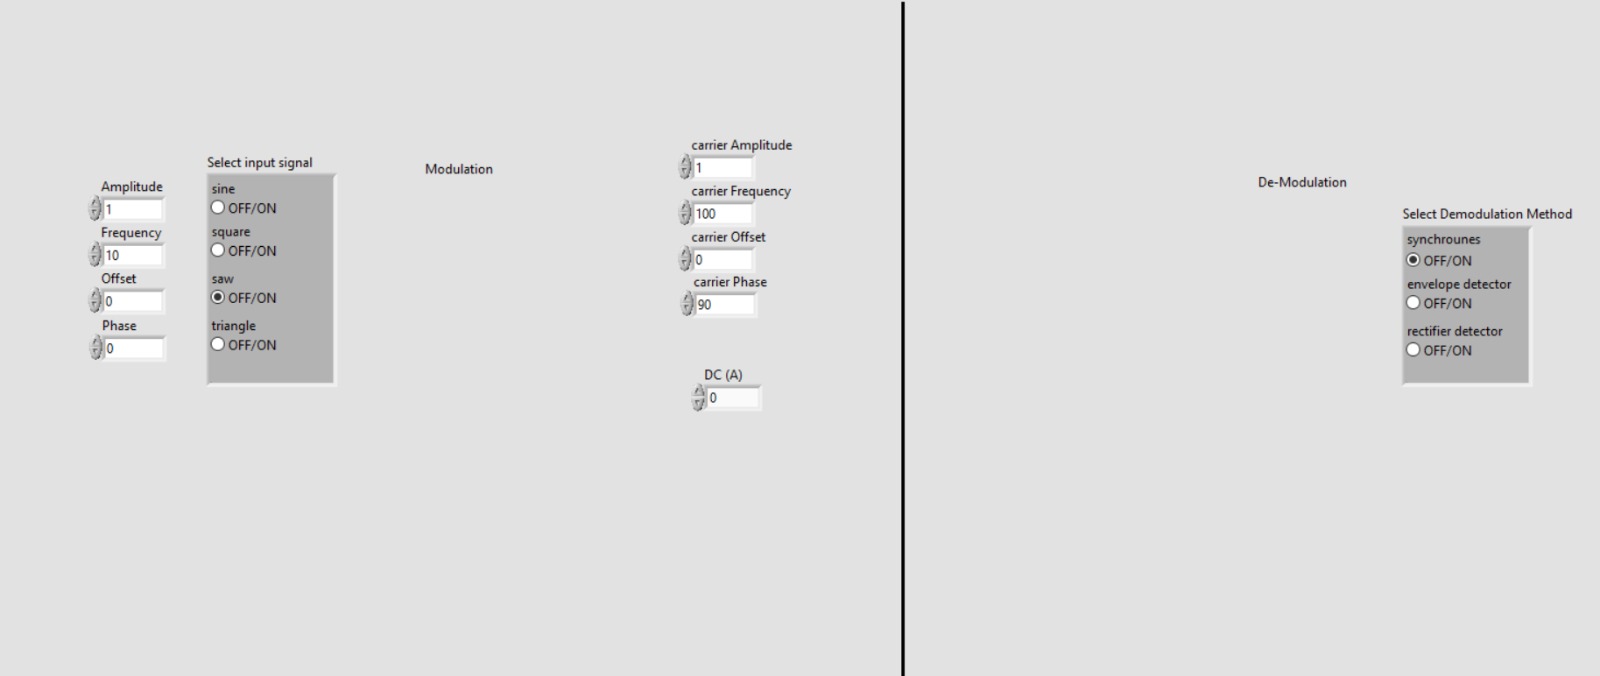 Amplitude
1
Frequency
10
Offset
0
Phase
0
Select input signal
sine
OFF/ON
square
OFF/ON
saw
OFF/ON
triangle
OFF/ON
Modulation
carrier Amplitude
1
carrier Frequency
100
carrier Offset
0
carrier Phase
90
DC (A)
0
De-Modulation
Select Demodulation Method
synchrounes
OFF/ON
envelope detector
OFF/ON
rectifier detector
OFF/ON